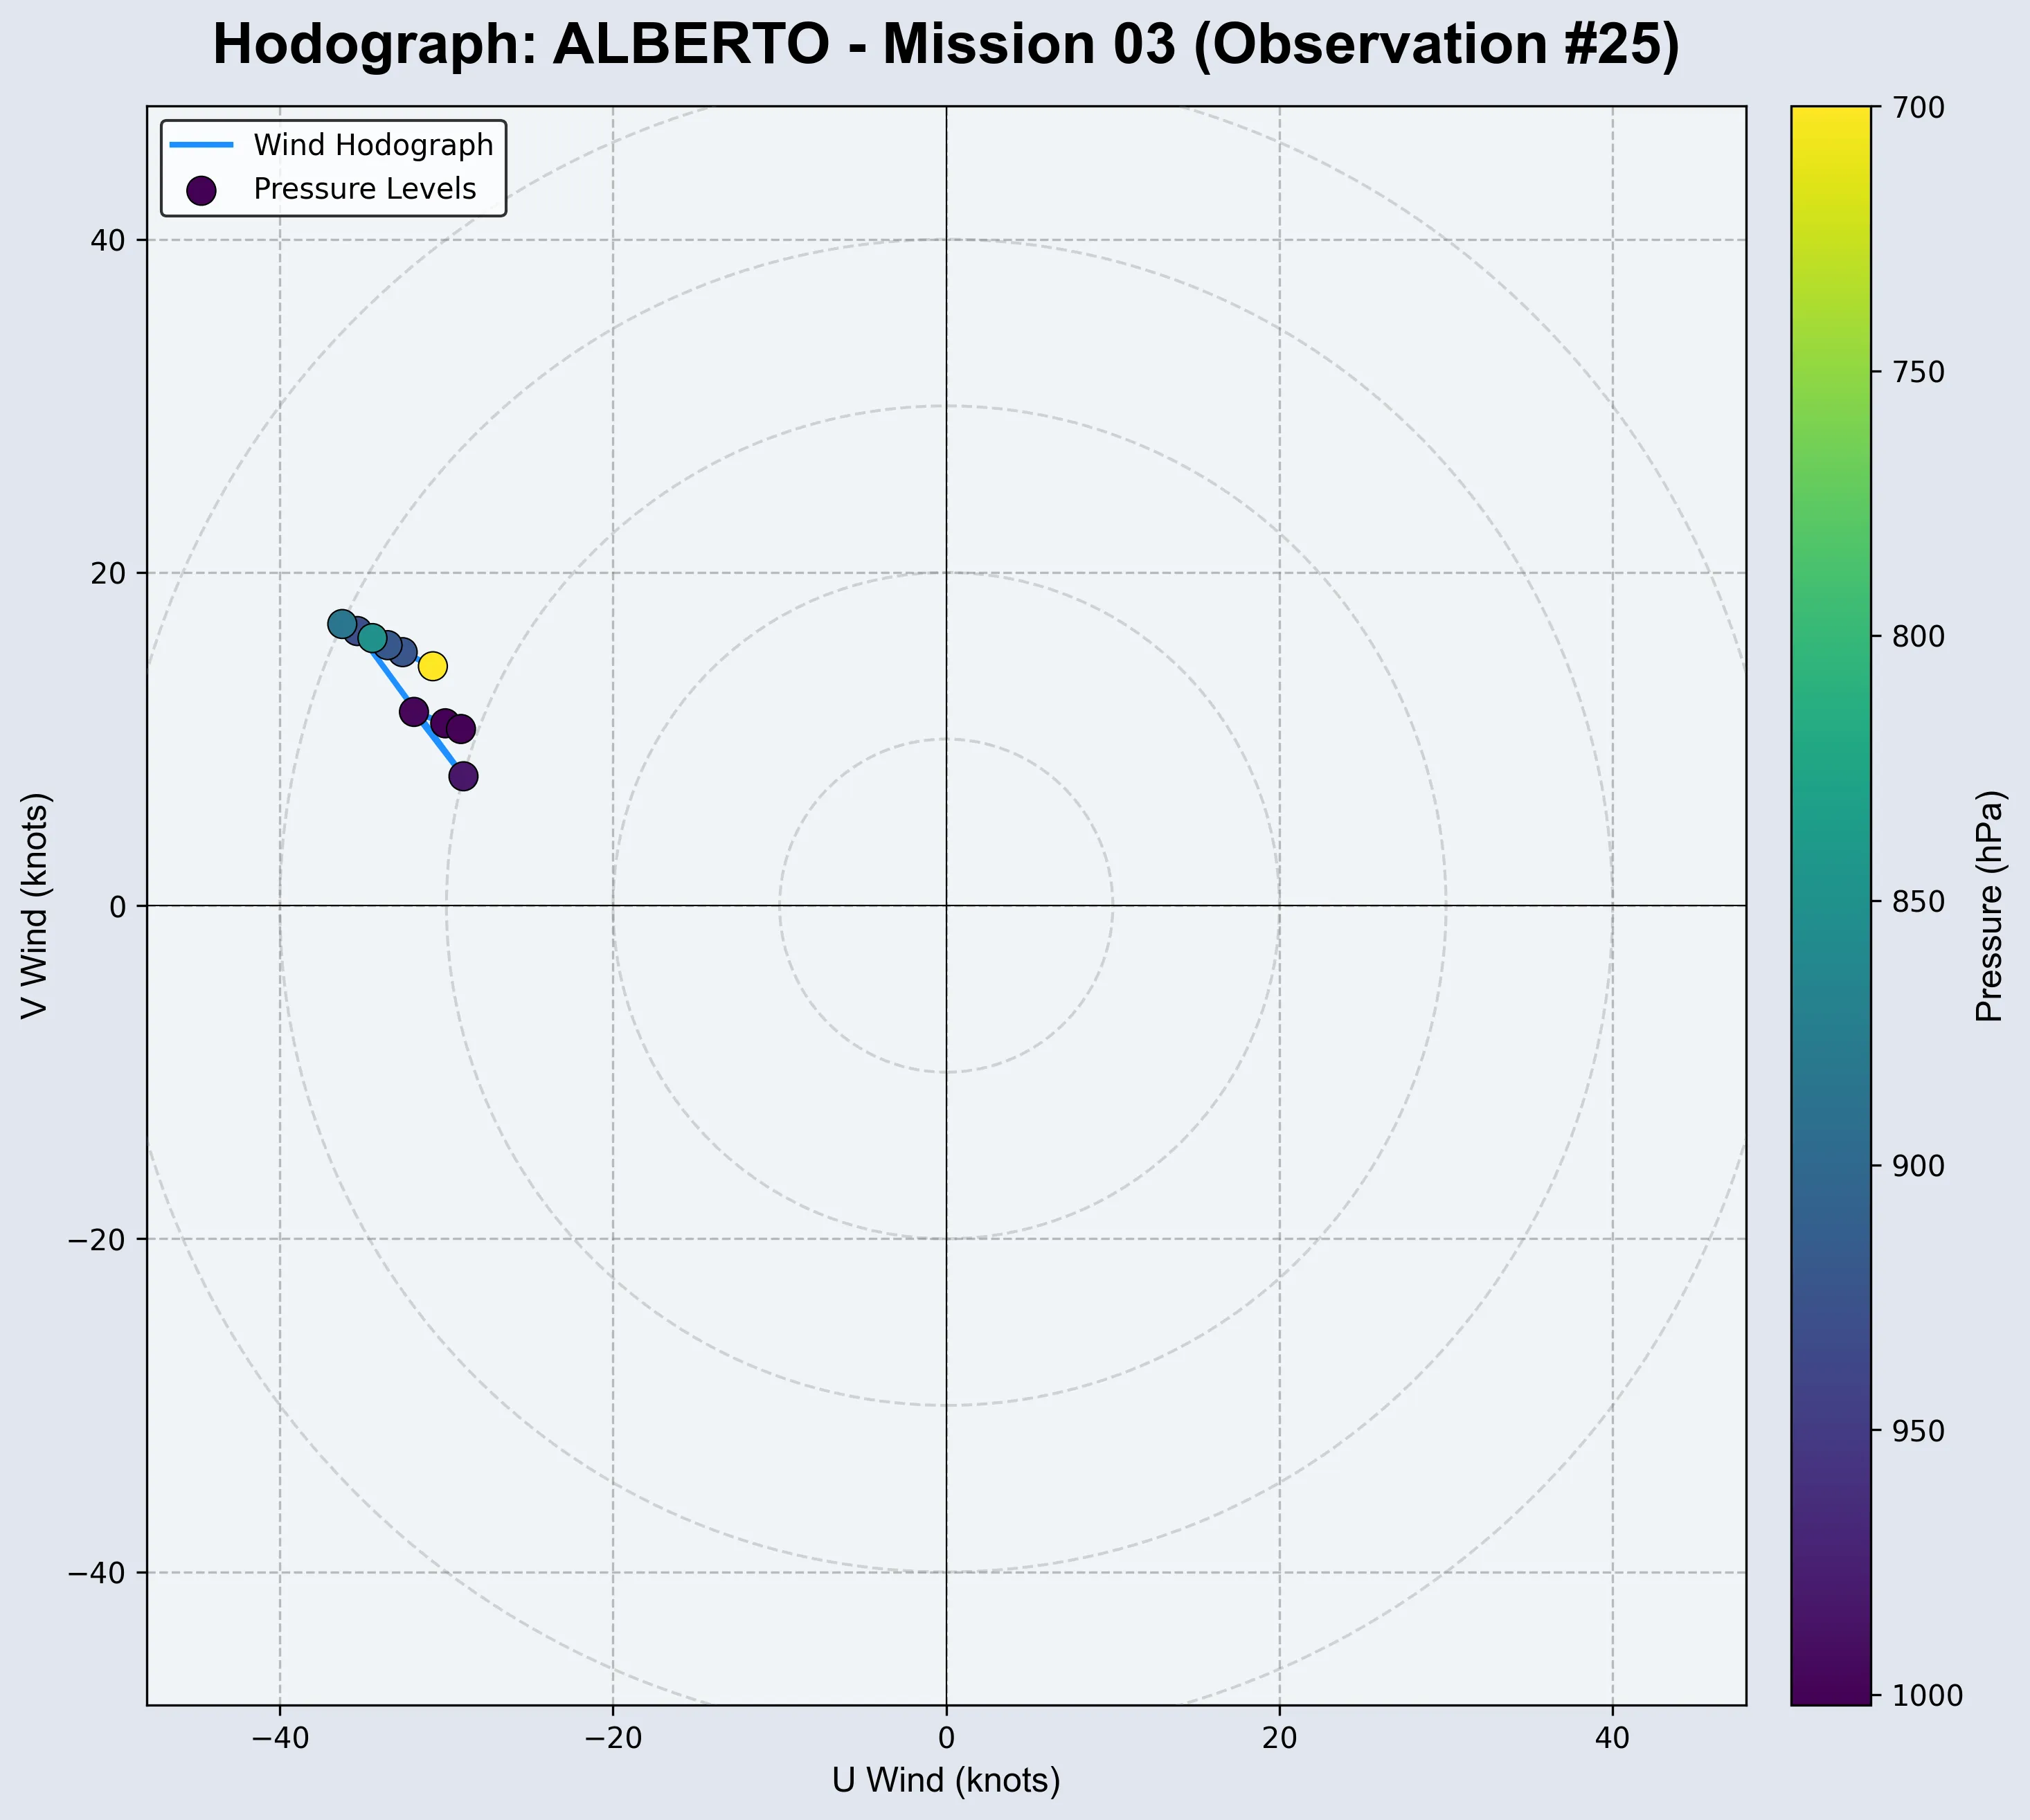 Hodograph: ALBERTO - Mission 03 (Observation #25)
Wind Hodograph
Pressure Levels
40
20
0
−20
−40
V Wind (knots)
−40
−20
0
20
40
U Wind (knots)
700
750
800
850
900
950
1000
Pressure (hPa)